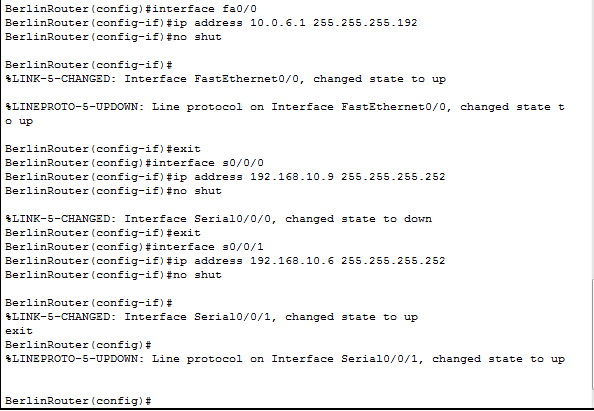 BerlinRouter(config)#interface fa0/0
BerlinRouter(config-if)#ip address 10.0.6.1 255.255.255.192
BerlinRouter(config-if)#no shut
BerlinRouter(config-if)#
%LINK-5-CHANGED: Interface FastEthernet0/0, changed state to up
%LINEPROTO-5-UPDOWN: Line protocol on Interface FastEthernet0/0, changed state t
o up
BerlinRouter(config-if)#exit
BerlinRouter(config)#interface s0/0/0
BerlinRouter(config-if)#ip address 192.168.10.9 255.255.255.252
BerlinRouter(config-if)#no shut
%LINK-5-CHANGED: Interface Serial0/0/0, changed state to down
BerlinRouter(config-if)#exit
BerlinRouter(config)#interface s0/0/1
BerlinRouter(config-if)#ip address 192.168.10.6 255.255.255.252
BerlinRouter(config-if)#no shut
BerlinRouter(config-if)#
%LINK-5-CHANGED: Interface Serial0/0/1, changed state to up
exit
BerlinRouter(config)#
%LINEPROTO-5-UPDOWN: Line protocol on Interface Serial0/0/1, changed state to up
BerlinRouter(config)#